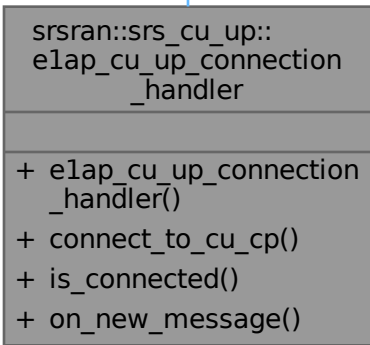 srsran::srs_cu_up::
e1ap_cu_up_connection
_handler
+ e1ap_cu_up_connection
_handler()
+ connect_to_cu_cp()
+ is_connected()
+ on_new_message()